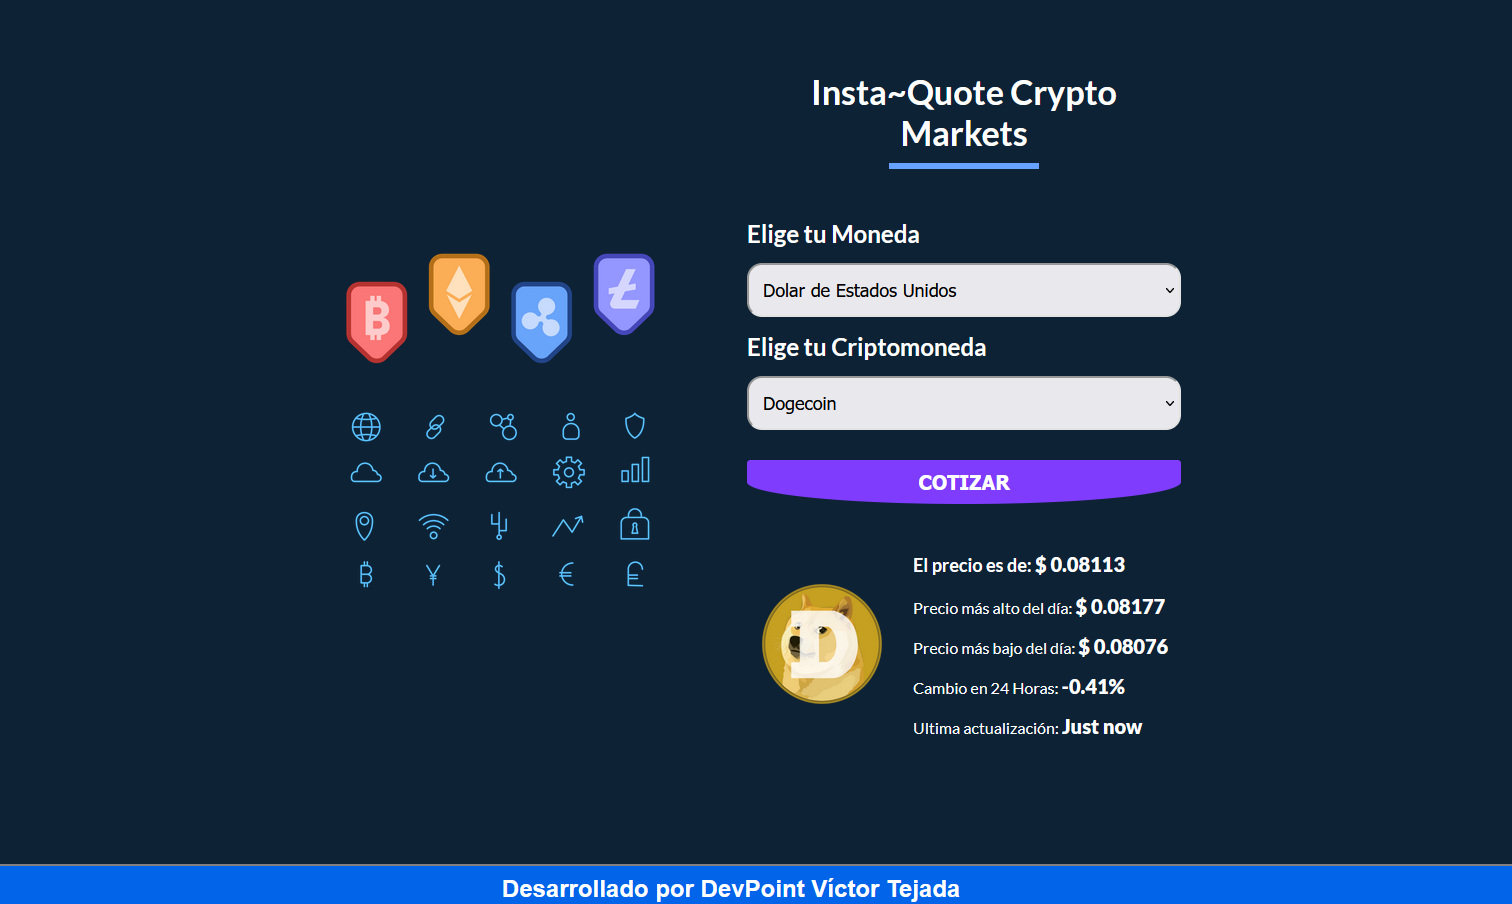 Insta~Quote Crypto
Markets
Elige tu Moneda
Dolar de Estados Unidos
Elige tu Criptomoneda
Dogecoin
COTIZAR
El precio es de: $ 0.08113
Precio más alto del día: $ 0.08177
Precio más bajo del día: $ 0.08076
Cambio en 24 Horas: -0.41%
Ultima actualización: Just now
Desarrollado por DevPoint Víctor Tejada